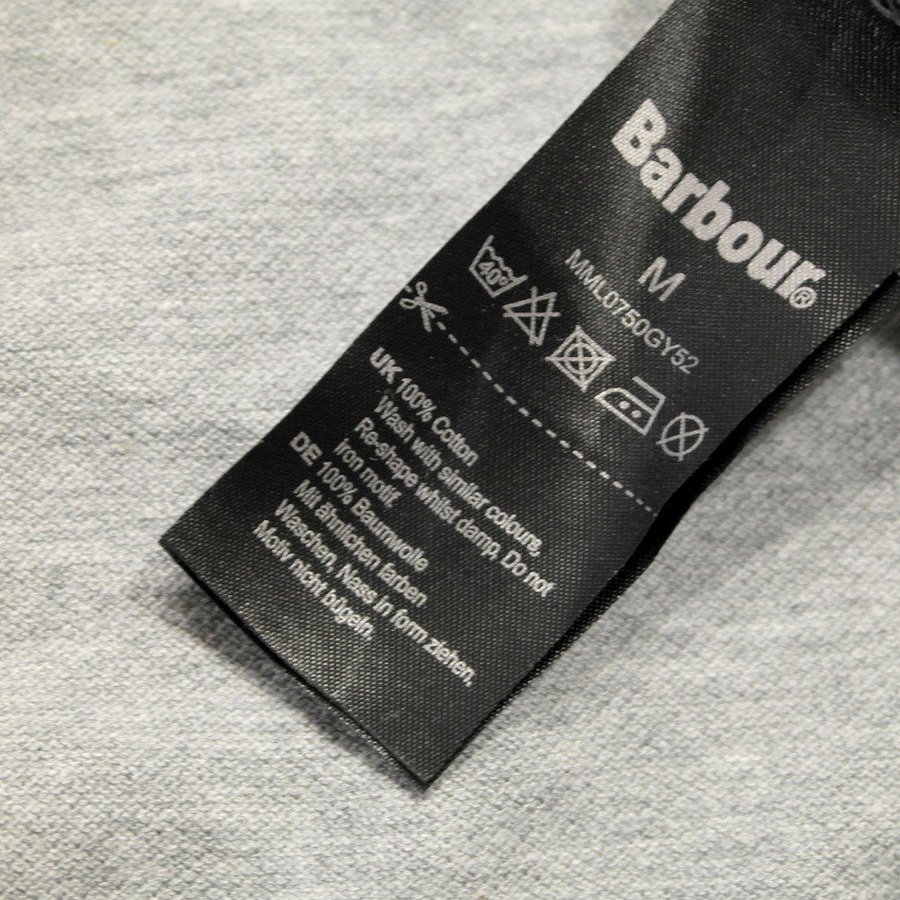 Barbour®
M
MML0750GY52
40°
UK 100% Cotton
Wash with similar colours,
Re-shape whilst damp, Do not
iron motif.
DE 100% Baumwolle
Mit ähnlichen farben
Waschen, Nass in form ziehen,
Motiv nicht bügeln,